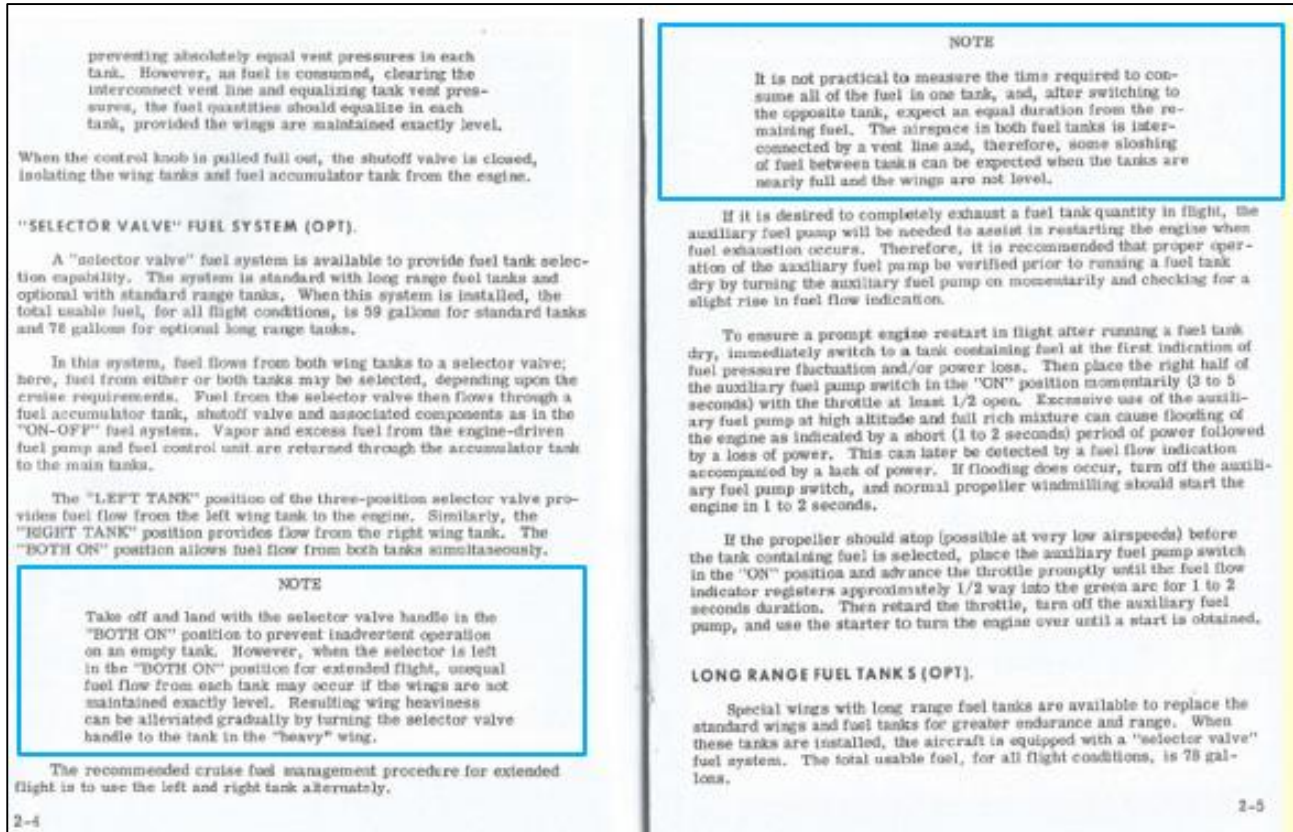 preventing absolutely equal vent pressures in each
tank. However, as fuel is consumed, clearing the
interconnect vent line and equalizing tank vent pres-
sures, the fuel quantities should equalize in each
tank, provided the wings are maintained exactly level.
When the control knob is pulled full out, the shutoff valve is closed,
isolating the wing tanks and fuel accumulator tank from the engine.
"SELECTOR VALVE" FUEL SYSTEM (OPT).
A "selector valve" fuel system is available to provide fuel tank selec-
tion capability. The system is standard with long range fuel tanks and
optional with standard range tanks. When this system is installed, the
total usable fuel, for all flight conditions, is 59 gallons for standard tanks
and 78 gallons for optional long range tanks.
In this system, fuel flows from both wing tanks to a selector valve;
here, fuel from either or both tanks may be selected, depending upon the
cruise requirements. Fuel from the selector valve then flows through a
fuel accumulator tank, shutoff valve and associated components as in the
"ON-OFF" fuel system. Vapor and excess fuel from the engine-driven
fuel pump and fuel control unit are returned through the accumulator tank
to the main tanks.
The "LEFT TANK" position of the three-position selector valve pro-
vides fuel flow from the left wing tank to the engine. Similarly, the
"RIGHT TANK" position provides flow from the right wing tank. The
"BOTH ON" position allows fuel flow from both tanks simultaneously.
NOTE
Take off and land with the selector valve handle in the
"BOTH ON" position to prevent inadvertent operation
on an empty tank. However, when the selector is left
in the "BOTH ON" position for extended flight, unequal
fuel flow from each tank may occur if the wings are not
maintained exactly level. Resulting wing heaviness
can be alleviated gradually by turning the selector valve
handle to the tank in the "heavy" wing.
The recommended cruise fuel management procedure for extended
flight is to use the left and right tank alternately.
2-4
NOTE
It is not practical to measure the time required to con-
sume all of the fuel in one tank, and, after switching to
the opposite tank, expect an equal duration from the re-
maining fuel. The airspace in both fuel tanks is inter-
connected by a vent line and, therefore, some sloshing
of fuel between tanks can be expected when the tanks are
nearly full and the wings are not level.
If it is desired to completely exhaust a fuel tank quantity in flight, the
auxiliary fuel pump will be needed to assist in restarting the engine when
fuel exhaustion occurs. Therefore, it is recommended that proper oper-
ation of the auxiliary fuel pump be verified prior to running a fuel tank
dry by turning the auxiliary fuel pump on momentarily and checking for a
slight rise in fuel flow indication.
To ensure a prompt engine restart in flight after running a fuel tank
dry, immediately switch to a tank containing fuel at the first indication of
fuel pressure fluctuation and/or power loss. Then place the right half of
the auxiliary fuel pump switch in the "ON" position momentarily (3 to 5
seconds) with the throttle at least 1/2 open. Excessive use of the auxili-
ary fuel pump at high altitude and full rich mixture can cause flooding of
the engine as indicated by a short (1 to 2 seconds) period of power followed
by a loss of power. This can later be detected by a fuel flow indication
accompanied by a lack of power. If flooding does occur, turn off the auxili-
ary fuel pump switch, and normal propeller windmilling should start the
engine in 1 to 2 seconds.
If the propeller should stop (possible at very low airspeeds) before
the tank containing fuel is selected, place the auxiliary fuel pump switch
in the "ON" position and advance the throttle promptly until the fuel flow
indicator registers approximately 1/2 way into the green arc for 1 to 2
seconds duration. Then retard the throttle, turn off the auxiliary fuel
pump, and use the starter to turn the engine over until a start is obtained.
LONG RANGE FUEL TANKS (OPT).
Special wings with long range fuel tanks are available to replace the
standard wings and fuel tanks for greater endurance and range. When
these tanks are installed, the aircraft is equipped with a "selector valve"
fuel system. The total usable fuel, for all flight conditions, is 78 gal-
lons.
2-5